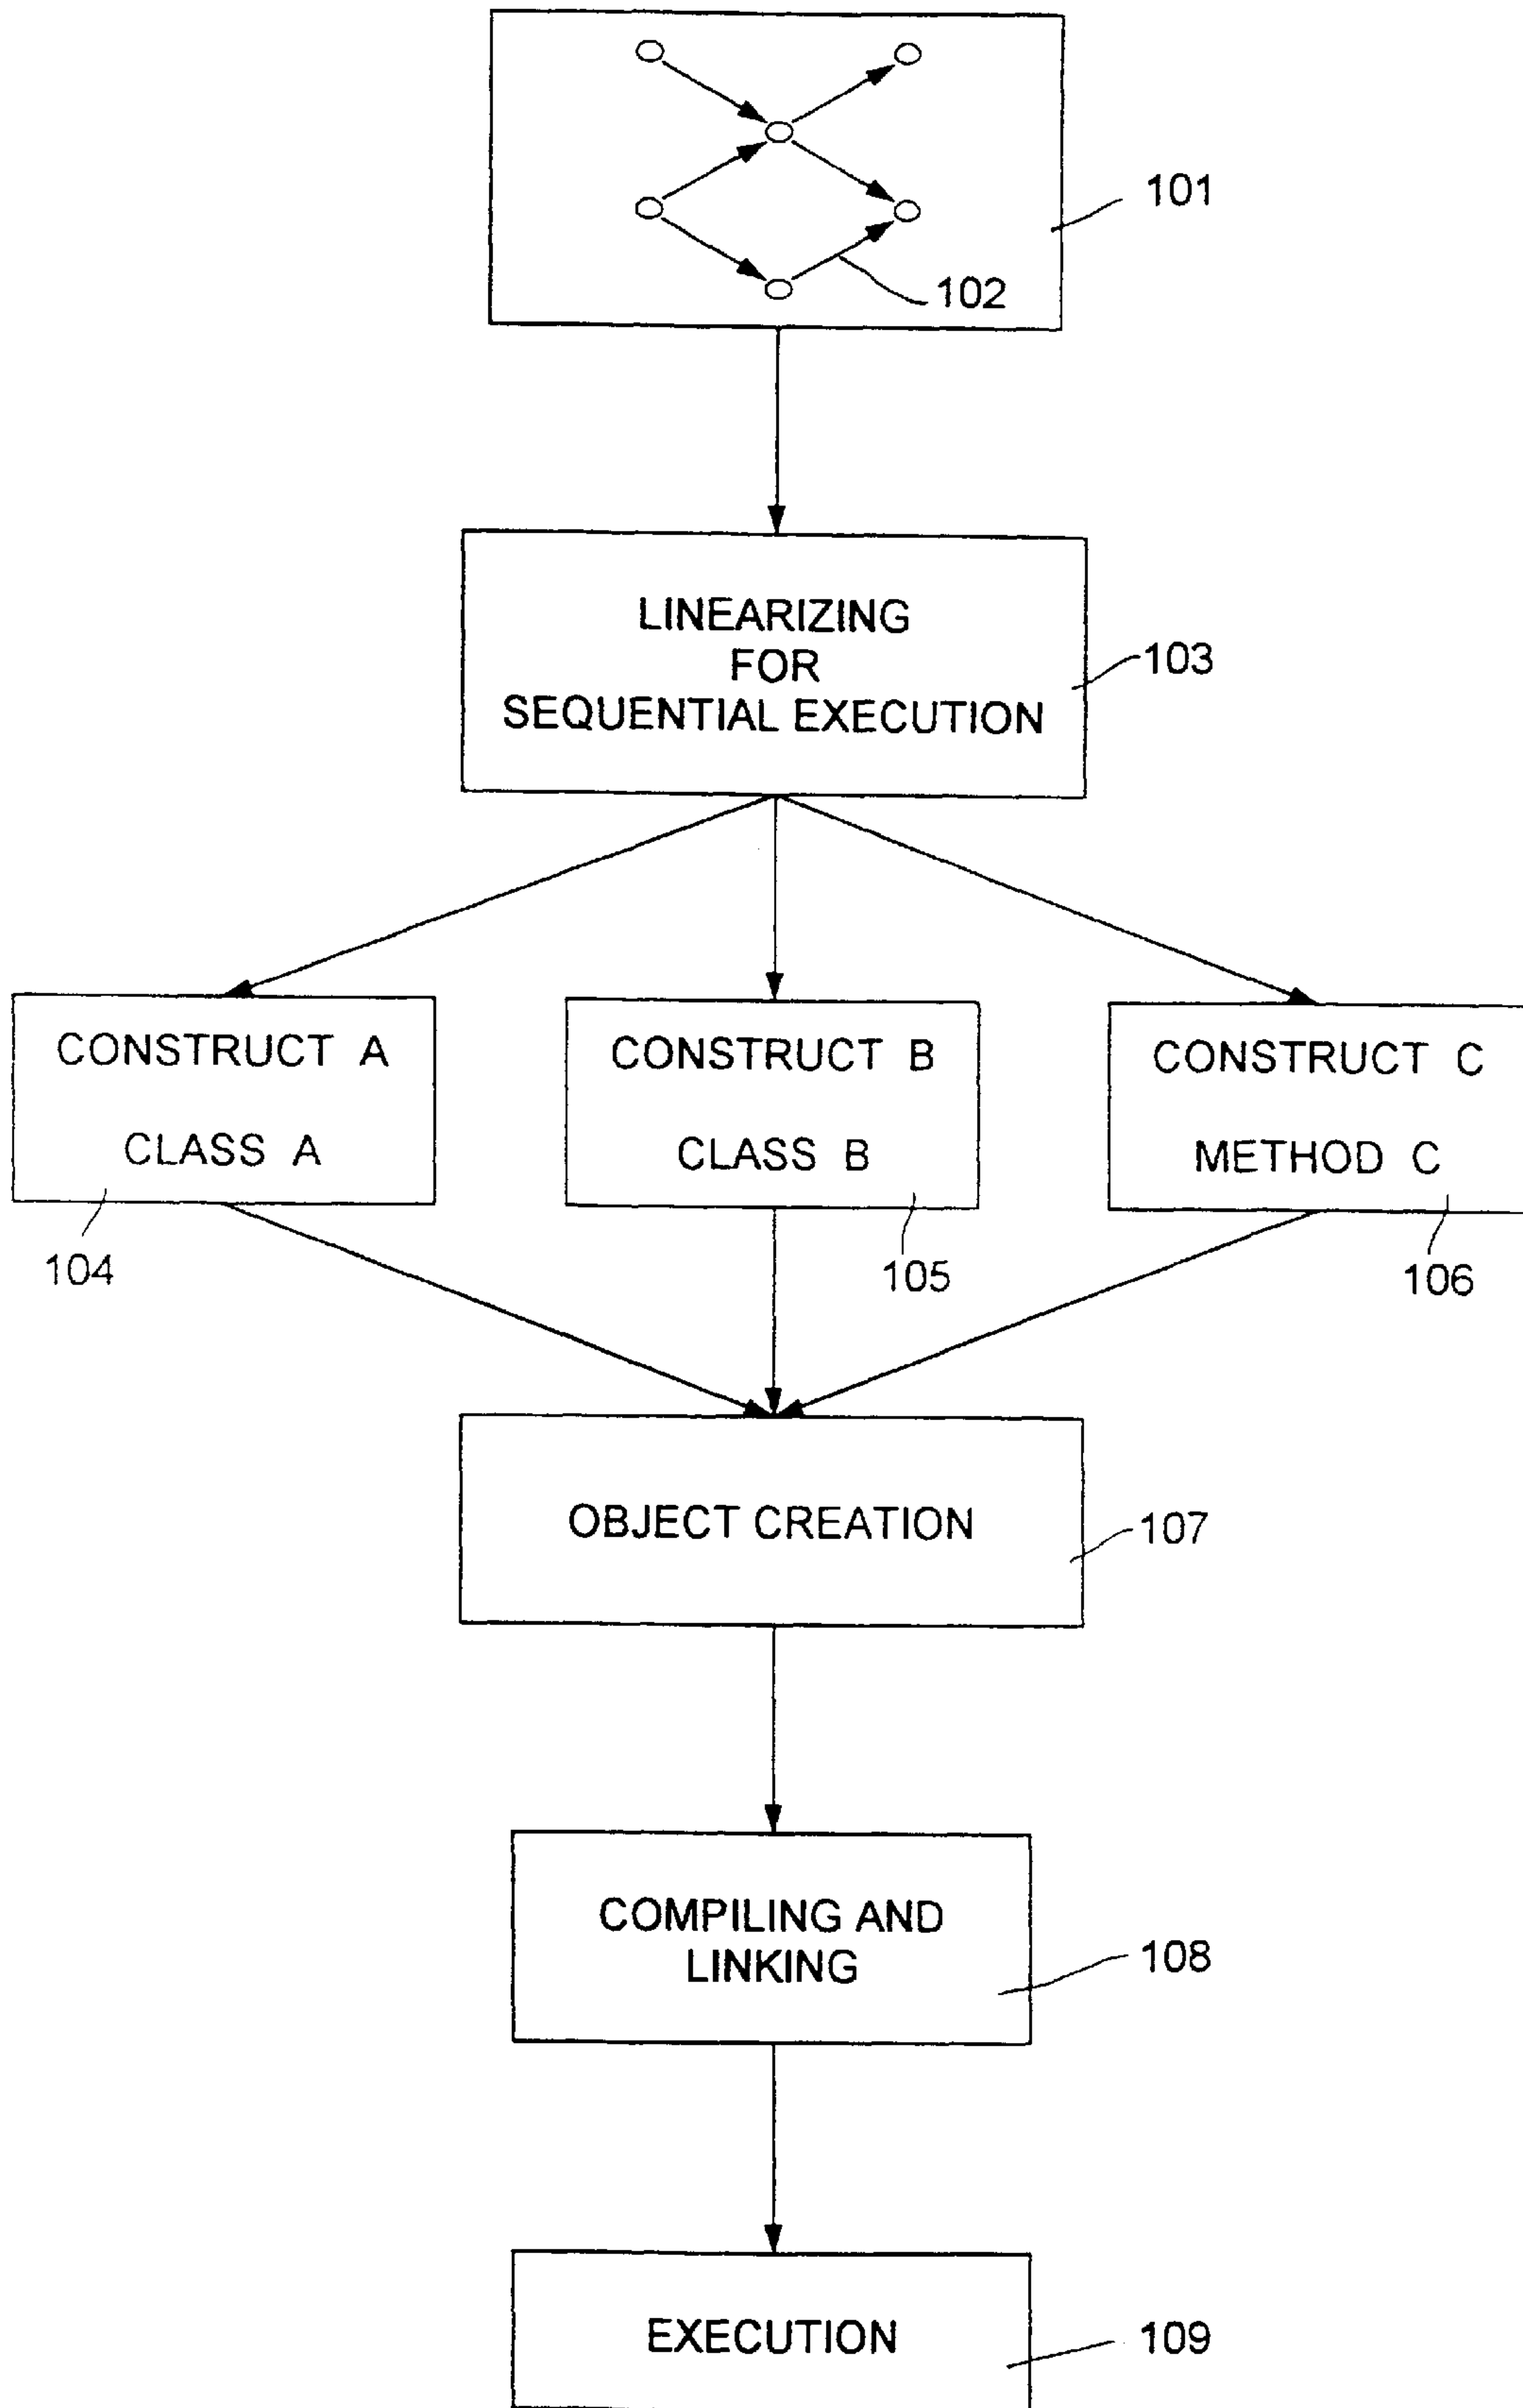 101
102
LINEARIZING
FOR
SEQUENTIAL EXECUTION
103
CONSTRUCT A
CLASS A
CONSTRUCT B
CLASS B
CONSTRUCT C
METHOD C
104
105
106
OBJECT CREATION
107
COMPILING AND
LINKING
108
EXECUTION
109